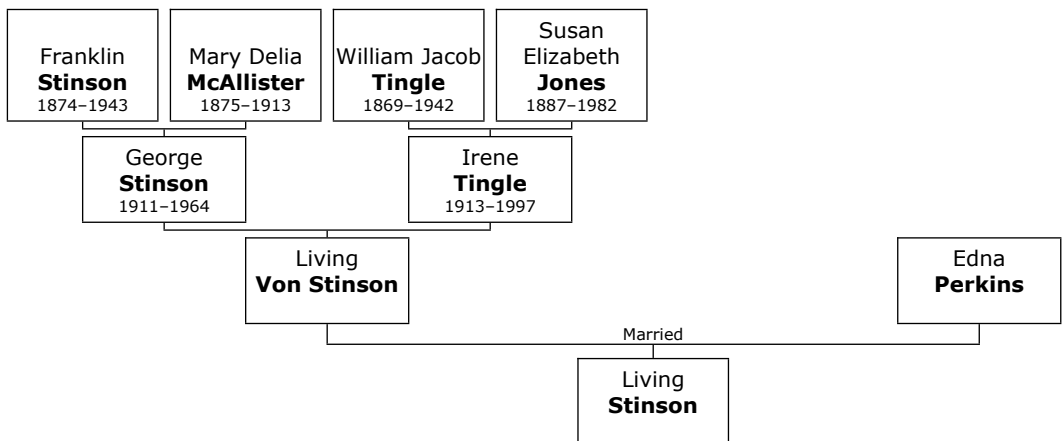 Franklin
Stinson
1874–1943
Mary Delia
McAllister
1875–1913
William Jacob
Tingle
1869–1942
Susan
Elizabeth
Jones
1887–1982
George
Stinson
1911–1964
Irene
Tingle
1913–1997
Living
Von Stinson
Edna
Perkins
Married
Living
Stinson